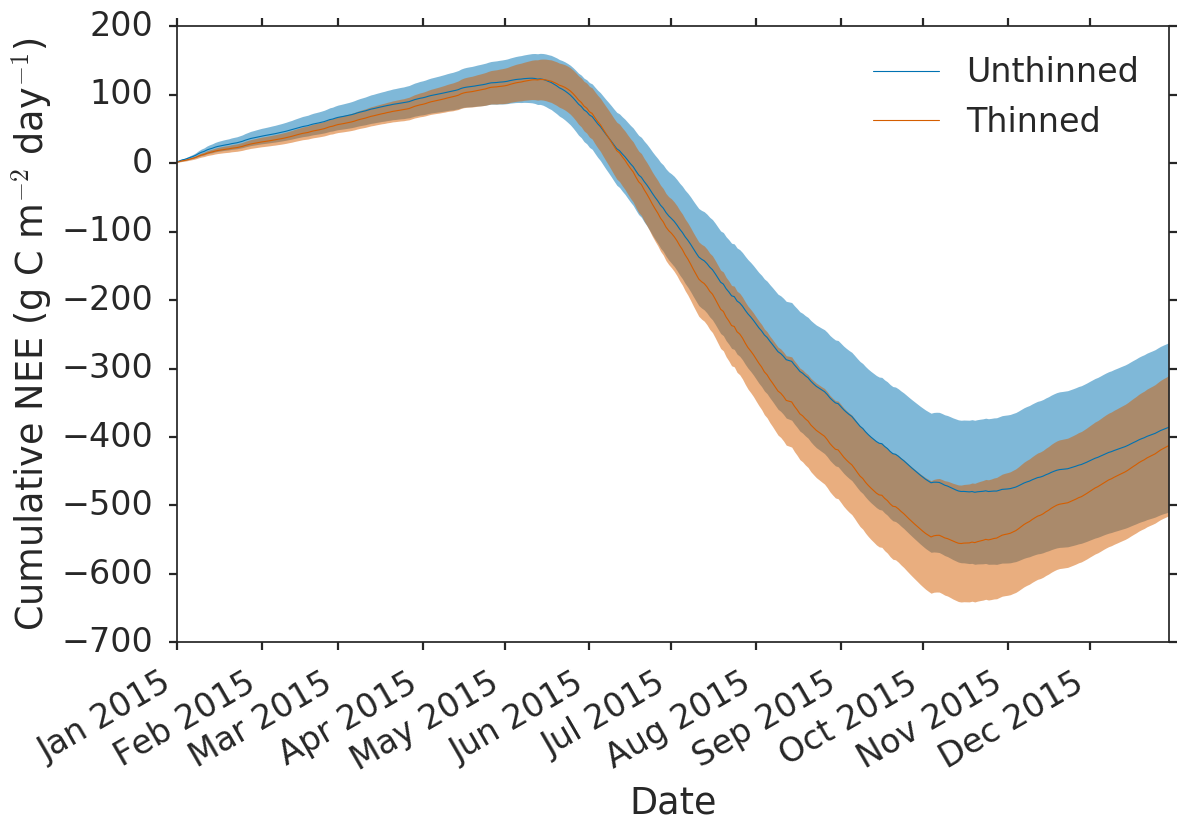 200
100
0
−100
−200
−300
−400
−500
−600
−700
Cumulative NEE (g C m⁻² day⁻¹)
Unthinned
Thinned
Jan 2015
Feb 2015
Mar 2015
Apr 2015
May 2015
Jun 2015
Jul 2015
Aug 2015
Sep 2015
Oct 2015
Nov 2015
Dec 2015
Date